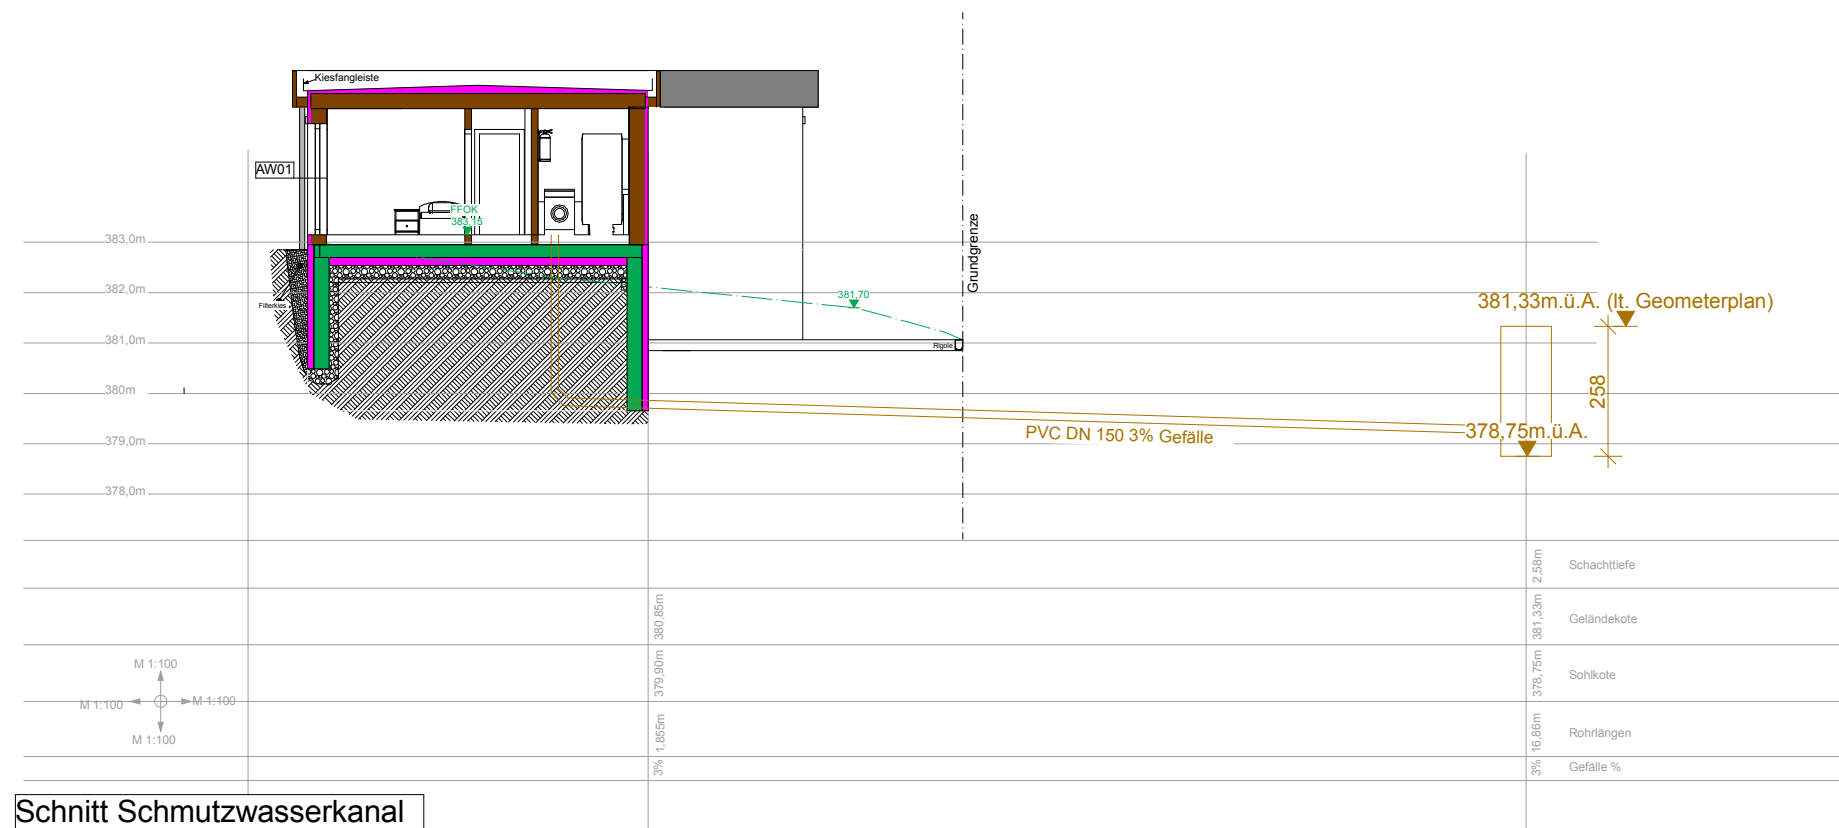 Kiesfangleiste
AW01
FFOK
383,15
Grundgrenze
383,0m
382,0m
Filterkies
381,70
381,33m.ü.A. (lt. Geometerplan)
381,0m
Rigole
380m
258
PVC DN 150 3% Gefälle
378,75m.ü.A.
379,0m
378,0m
2,58m
Schachttiefe
380,85m
381,33m
Geländekote
M 1:100
379,90m
378,75m
Sohlkote
M 1:100
M 1:100
M 1:100
1,855m
16,86m
Rohrlängen
3%
3%
Gefälle %
Schnitt Schmutzwasserkanal